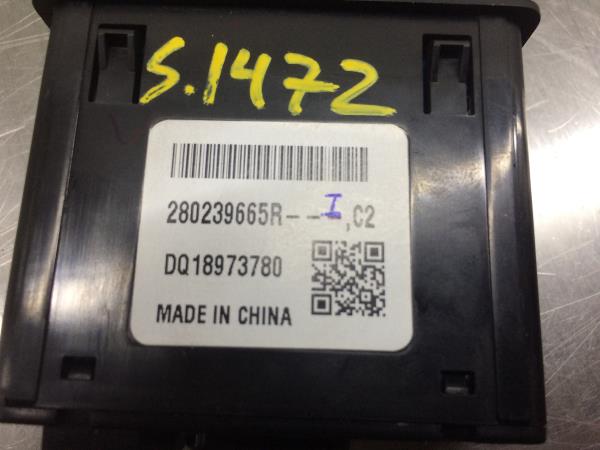 S.1472
280239665R---,C2
I
DQ18973780
MADE IN CHINA